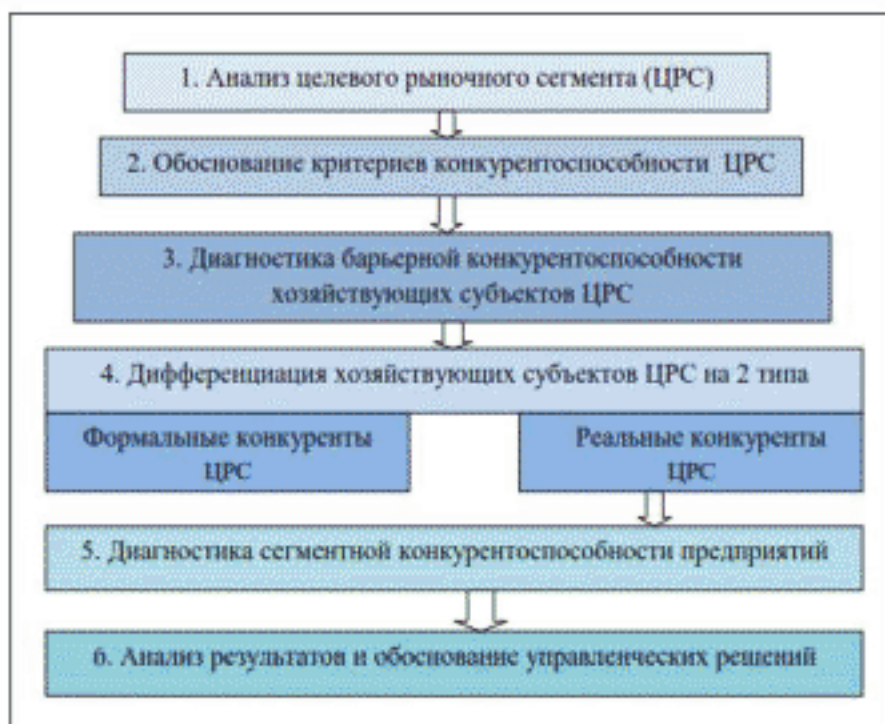 1. Анализ целевого рыночного сегмента (ЦРС)
2. Обоснование критериев конкурентоспособности ЦРС
3. Диагностика барьерной конкурентоспособности
хозяйствующих субъектов ЦРС
4. Дифференциация хозяйствующих субъектов ЦРС на 2 типа
Формальные конкуренты
ЦРС
Реальные конкуренты
ЦРС
5. Диагностика сегментной конкурентоспособности предприятий
6. Анализ результатов и обоснование управленческих решений